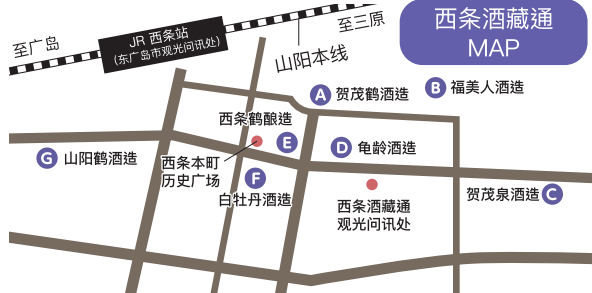 西条酒藏通
MAP
至广岛
JR 西条站
(东广岛市观光问讯处)
至三原
山阳本线
A 贺茂鹤酒造
B 福美人酒造
西条鹤酿造
E
D 龟龄酒造
G 山阳鹤酒造
西条本町
历史广场
F
白牡丹酒造
贺茂泉酒造 C
西条酒藏通
观光问讯处